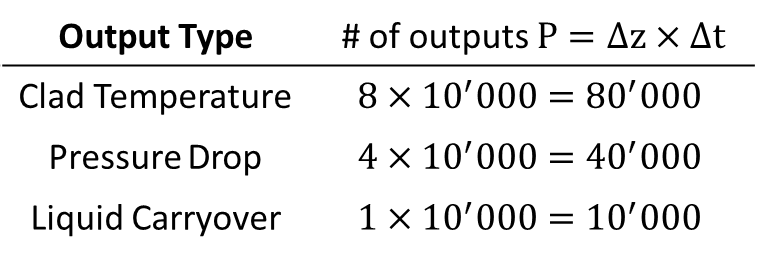 Output Type # of outputs P = Δz × Δt
Clad Temperature 8 × 10′000 = 80′000
Pressure Drop 4 × 10′000 = 40′000
Liquid Carryover 1 × 10′000 = 10′000